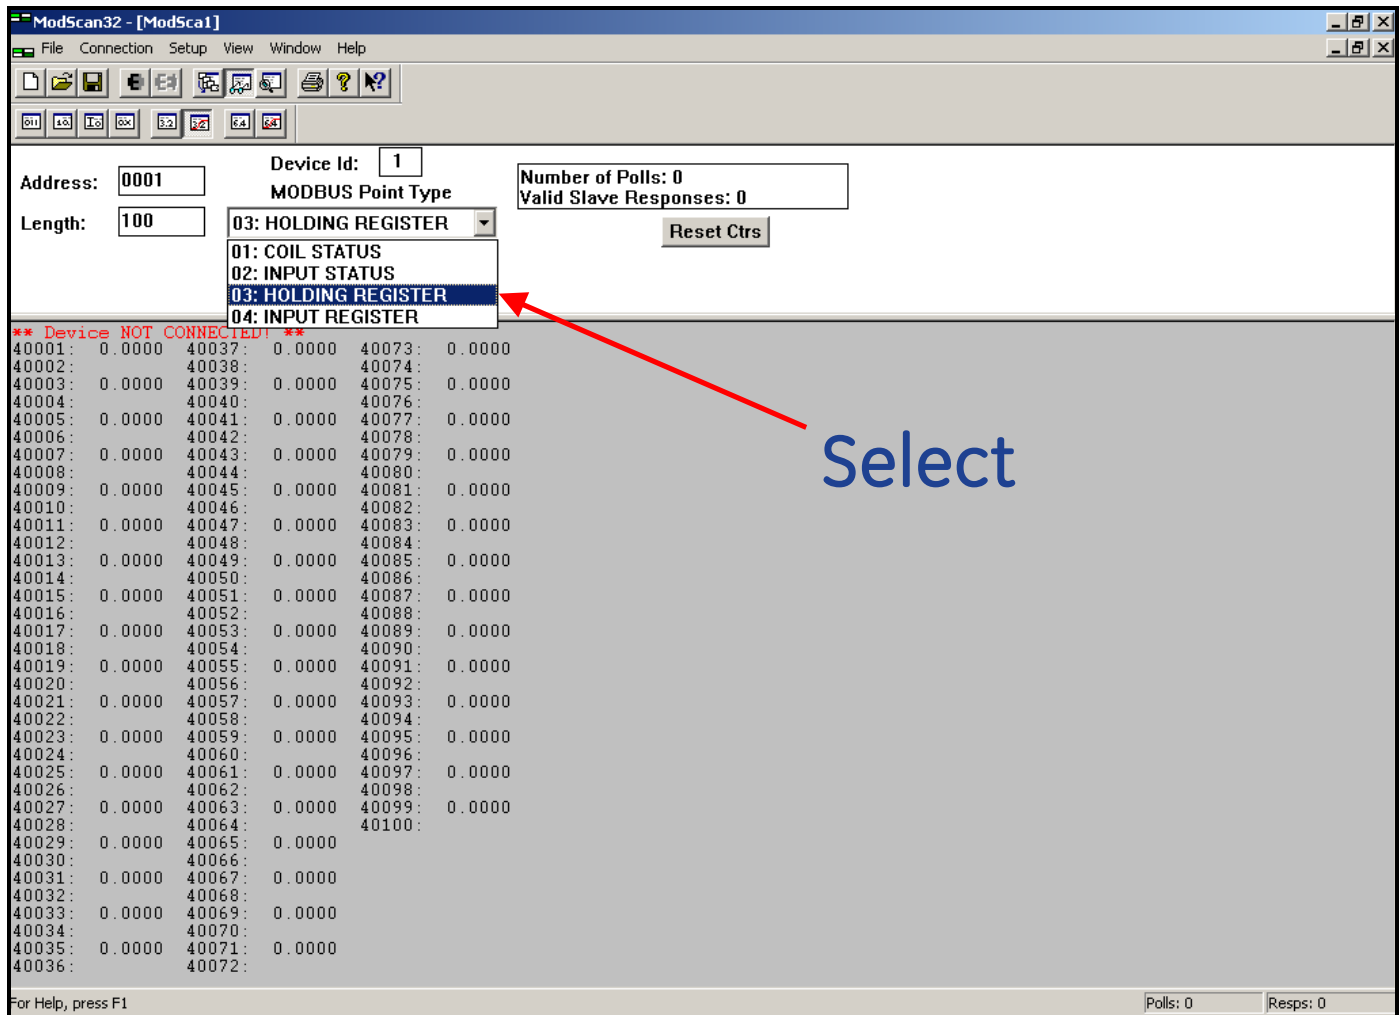 ModScan32 - [ModSca1]
File Connection Setup View Window Help
Address: 0001
Device Id: 1
MODBUS Point Type
Number of Polls: 0
Valid Slave Responses: 0
Length: 100
03: HOLDING REGISTER
Reset Ctrs
01: COIL STATUS
02: INPUT STATUS
03: HOLDING REGISTER
04: INPUT REGISTER
** Device NOT CONNECTED! **
40001: 0.0000 40037: 0.0000 40073: 0.0000
40002: 40038: 40074:
40003: 0.0000 40039: 0.0000 40075: 0.0000
40004: 40040: 40076:
40005: 0.0000 40041: 0.0000 40077: 0.0000
40006: 40042: 40078:
40007: 0.0000 40043: 0.0000 40079: 0.0000
40008: 40044: 40080:
40009: 0.0000 40045: 0.0000 40081: 0.0000
40010: 40046: 40082:
40011: 0.0000 40047: 0.0000 40083: 0.0000
40012: 40048: 40084:
40013: 0.0000 40049: 0.0000 40085: 0.0000
40014: 40050: 40086:
40015: 0.0000 40051: 0.0000 40087: 0.0000
40016: 40052: 40088:
40017: 0.0000 40053: 0.0000 40089: 0.0000
40018: 40054: 40090:
40019: 0.0000 40055: 0.0000 40091: 0.0000
40020: 40056: 40092:
40021: 0.0000 40057: 0.0000 40093: 0.0000
40022: 40058: 40094:
40023: 0.0000 40059: 0.0000 40095: 0.0000
40024: 40060: 40096:
40025: 0.0000 40061: 0.0000 40097: 0.0000
40026: 40062: 40098:
40027: 0.0000 40063: 0.0000 40099: 0.0000
40028: 40064: 40100:
40029: 0.0000 40065: 0.0000
40030: 40066:
40031: 0.0000 40067: 0.0000
40032: 40068:
40033: 0.0000 40069: 0.0000
40034: 40070:
40035: 0.0000 40071: 0.0000
40036: 40072:
Select
For Help, press F1
Polls: 0
Resps: 0